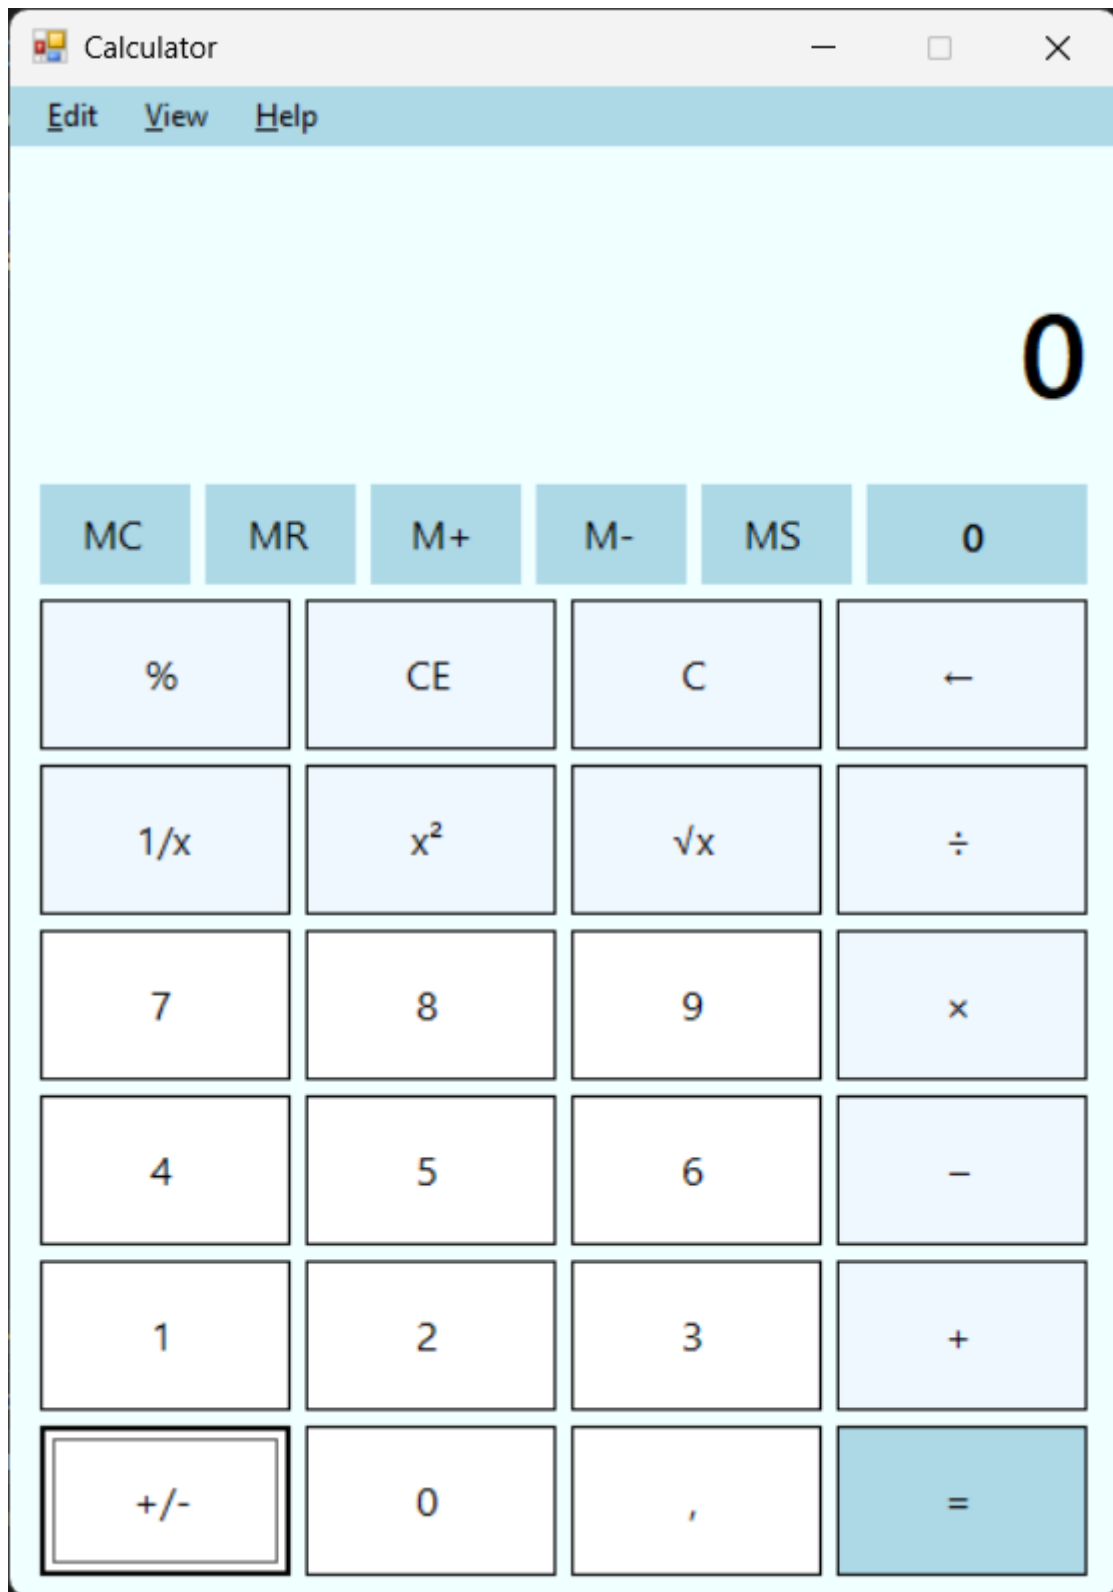 Calculator
Edit View Help
0
MC MR M+ M- MS 0
% CE C ←
1/x x² √x ÷
7 8 9 ×
4 5 6 −
1 2 3 +
+/- 0 , =